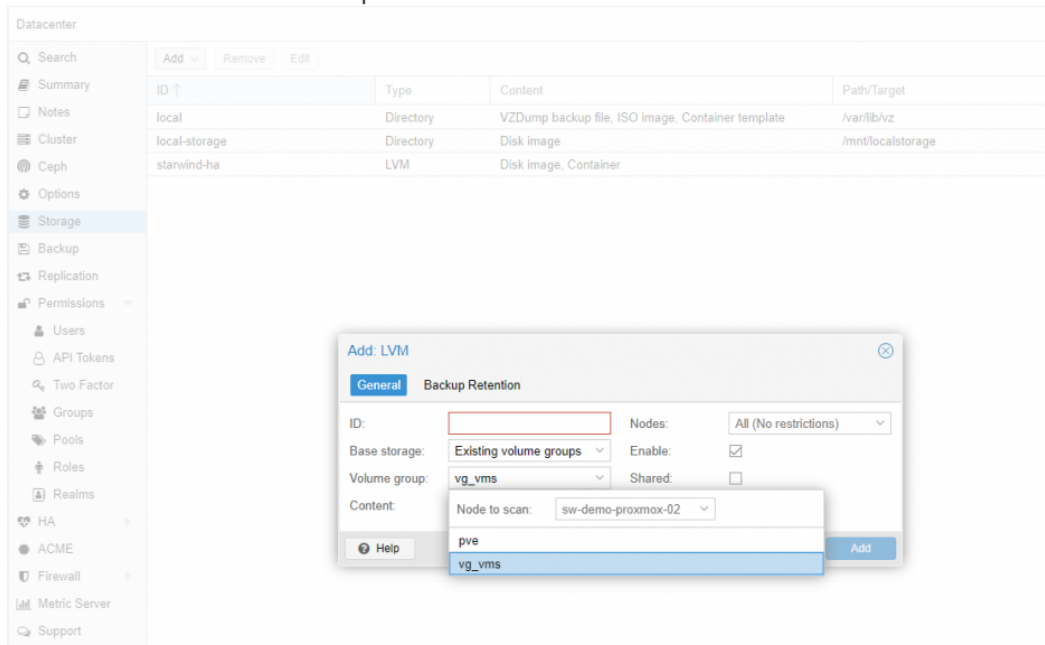 Datacenter
Search
Summary
Notes
Cluster
Ceph
Options
Storage
Backup
Replication
Permissions
Users
API Tokens
Two Factor
Groups
Pools
Roles
Realms
HA
ACME
Firewall
Metric Server
Support
Add Remove Edit
ID ↑ Type Content Path/Target
local Directory VZDump backup file, ISO image, Container template /var/lib/vz
local-storage Directory Disk image /mnt/localstorage
starwind-ha LVM Disk image, Container
Add: LVM
General Backup Retention
ID: Nodes: All (No restrictions)
Base storage: Existing volume groups Enable:
Volume group: vg_vms Shared:
Content:
Node to scan: sw-demo-proxmox-02
pve
vg_vms
Help Add